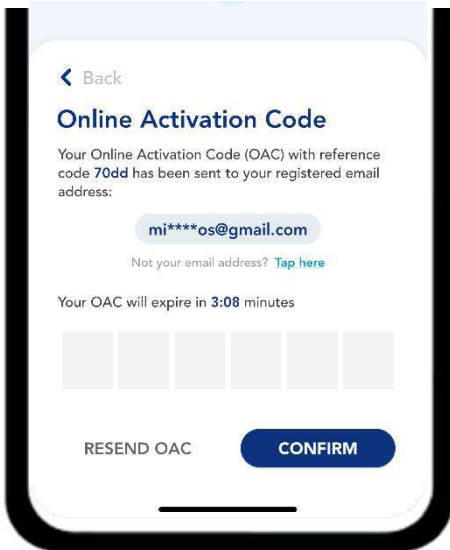 Back
Online Activation Code
Your Online Activation Code (OAC) with reference
code 70dd has been sent to your registered email
address:
mi****os@gmail.com
Not your email address? Tap here
Your OAC will expire in 3:08 minutes
RESEND OAC CONFIRM